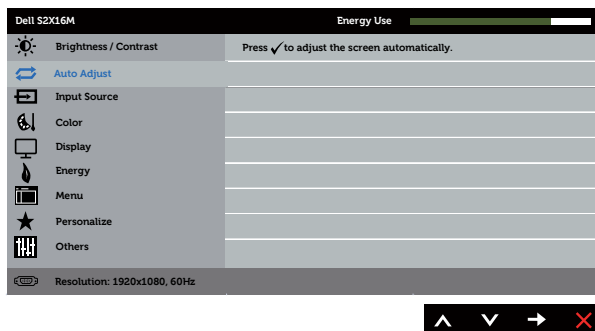 Dell S2X16M
Energy Use
Brightness / Contrast
Press ✓ to adjust the screen automatically.
Auto Adjust
Input Source
Color
Display
Energy
Menu
Personalize
Others
Resolution: 1920x1080, 60Hz